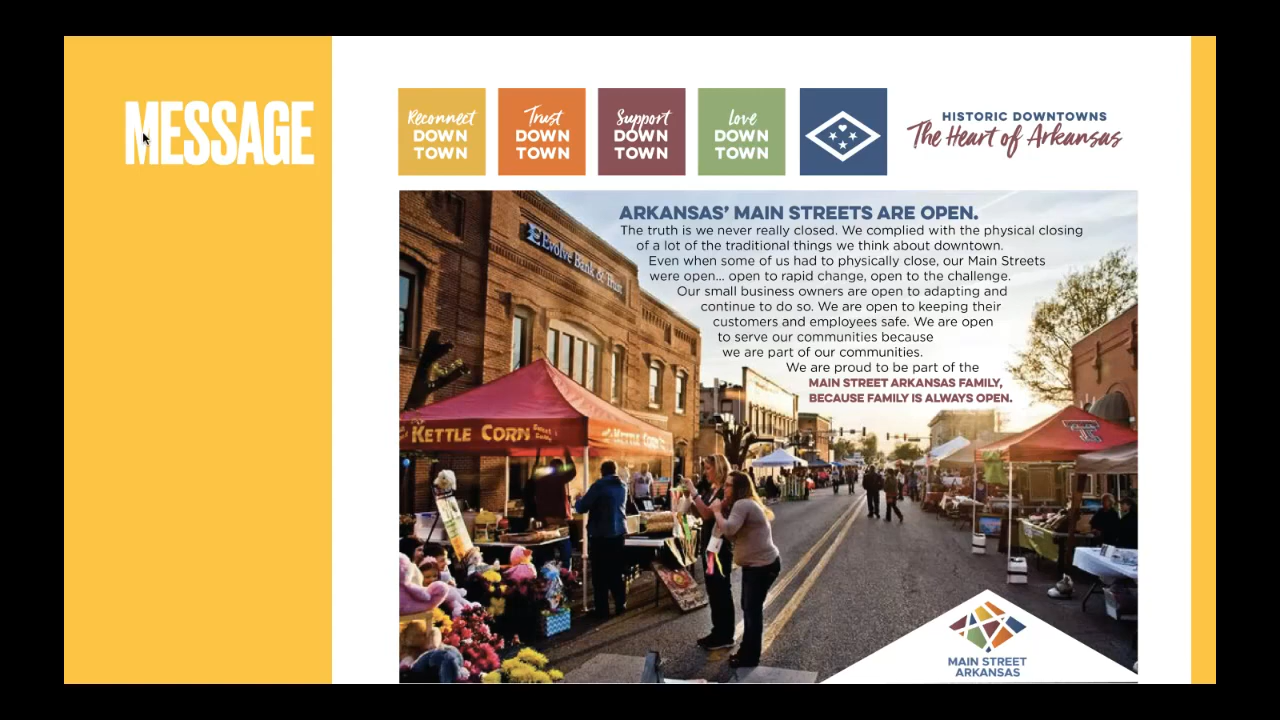 MESSAGE
Reconnect
DOWN
TOWN
Trust
DOWN
TOWN
Support
DOWN
TOWN
Love
DOWN
TOWN
HISTORIC DOWNTOWNS
The Heart of Arkansas
ARKANSAS' MAIN STREETS ARE OPEN.
The truth is we never really closed. We complied with the physical closing
of a lot of the traditional things we think about downtown.
Even when some of us had to physically close, our Main Streets
were open... open to rapid change, open to the challenge.
Our small business owners are open to adapting and
continue to do so. We are open to keeping their
customers and employees safe. We are open
to serve our communities because
we are part of our communities.
We are proud to be part of the
MAIN STREET ARKANSAS FAMILY,
BECAUSE FAMILY IS ALWAYS OPEN.
Evolve Bank & Trust
KETTLE CORN
KETTLE CORN
T
MAIN STREET
ARKANSAS